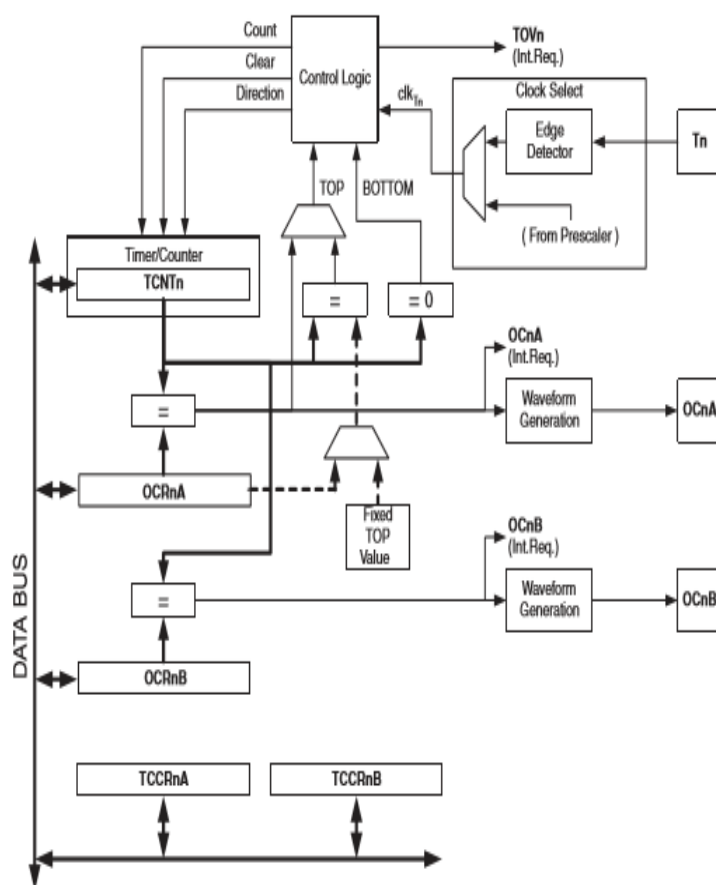 Count
Clear
Direction
Control Logic
TOVn
(Int.Req.)
clkTn
Clock Select
Edge
Detector
Tn
( From Prescaler )
TOP
BOTTOM
Timer/Counter
TCNTn
=
= 0
OCnA
(Int.Req.)
=
Waveform
Generation
OCnA
OCRnA
Fixed
TOP
Value
OCnB
(Int.Req.)
=
Waveform
Generation
OCnB
OCRnB
DATA BUS
TCCRnA
TCCRnB